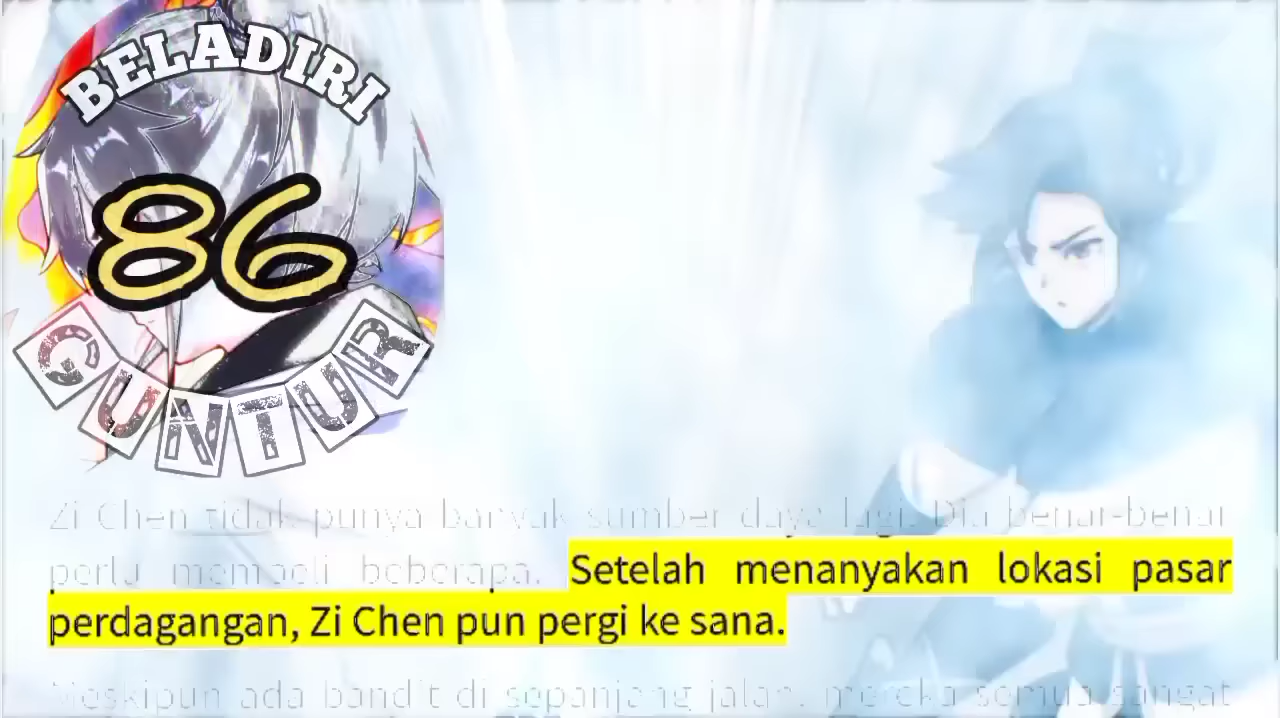 BELADIRI
86
GUNTUR
Zi Chen tidak punya banyak sumber daya lagi. Dia benar-benar
perlu membeli beberapa. Setelah menanyakan lokasi pasar
perdagangan, Zi Chen pun pergi ke sana.
Meskipun ada bandit di sepanjang jalan, mereka semua sangat